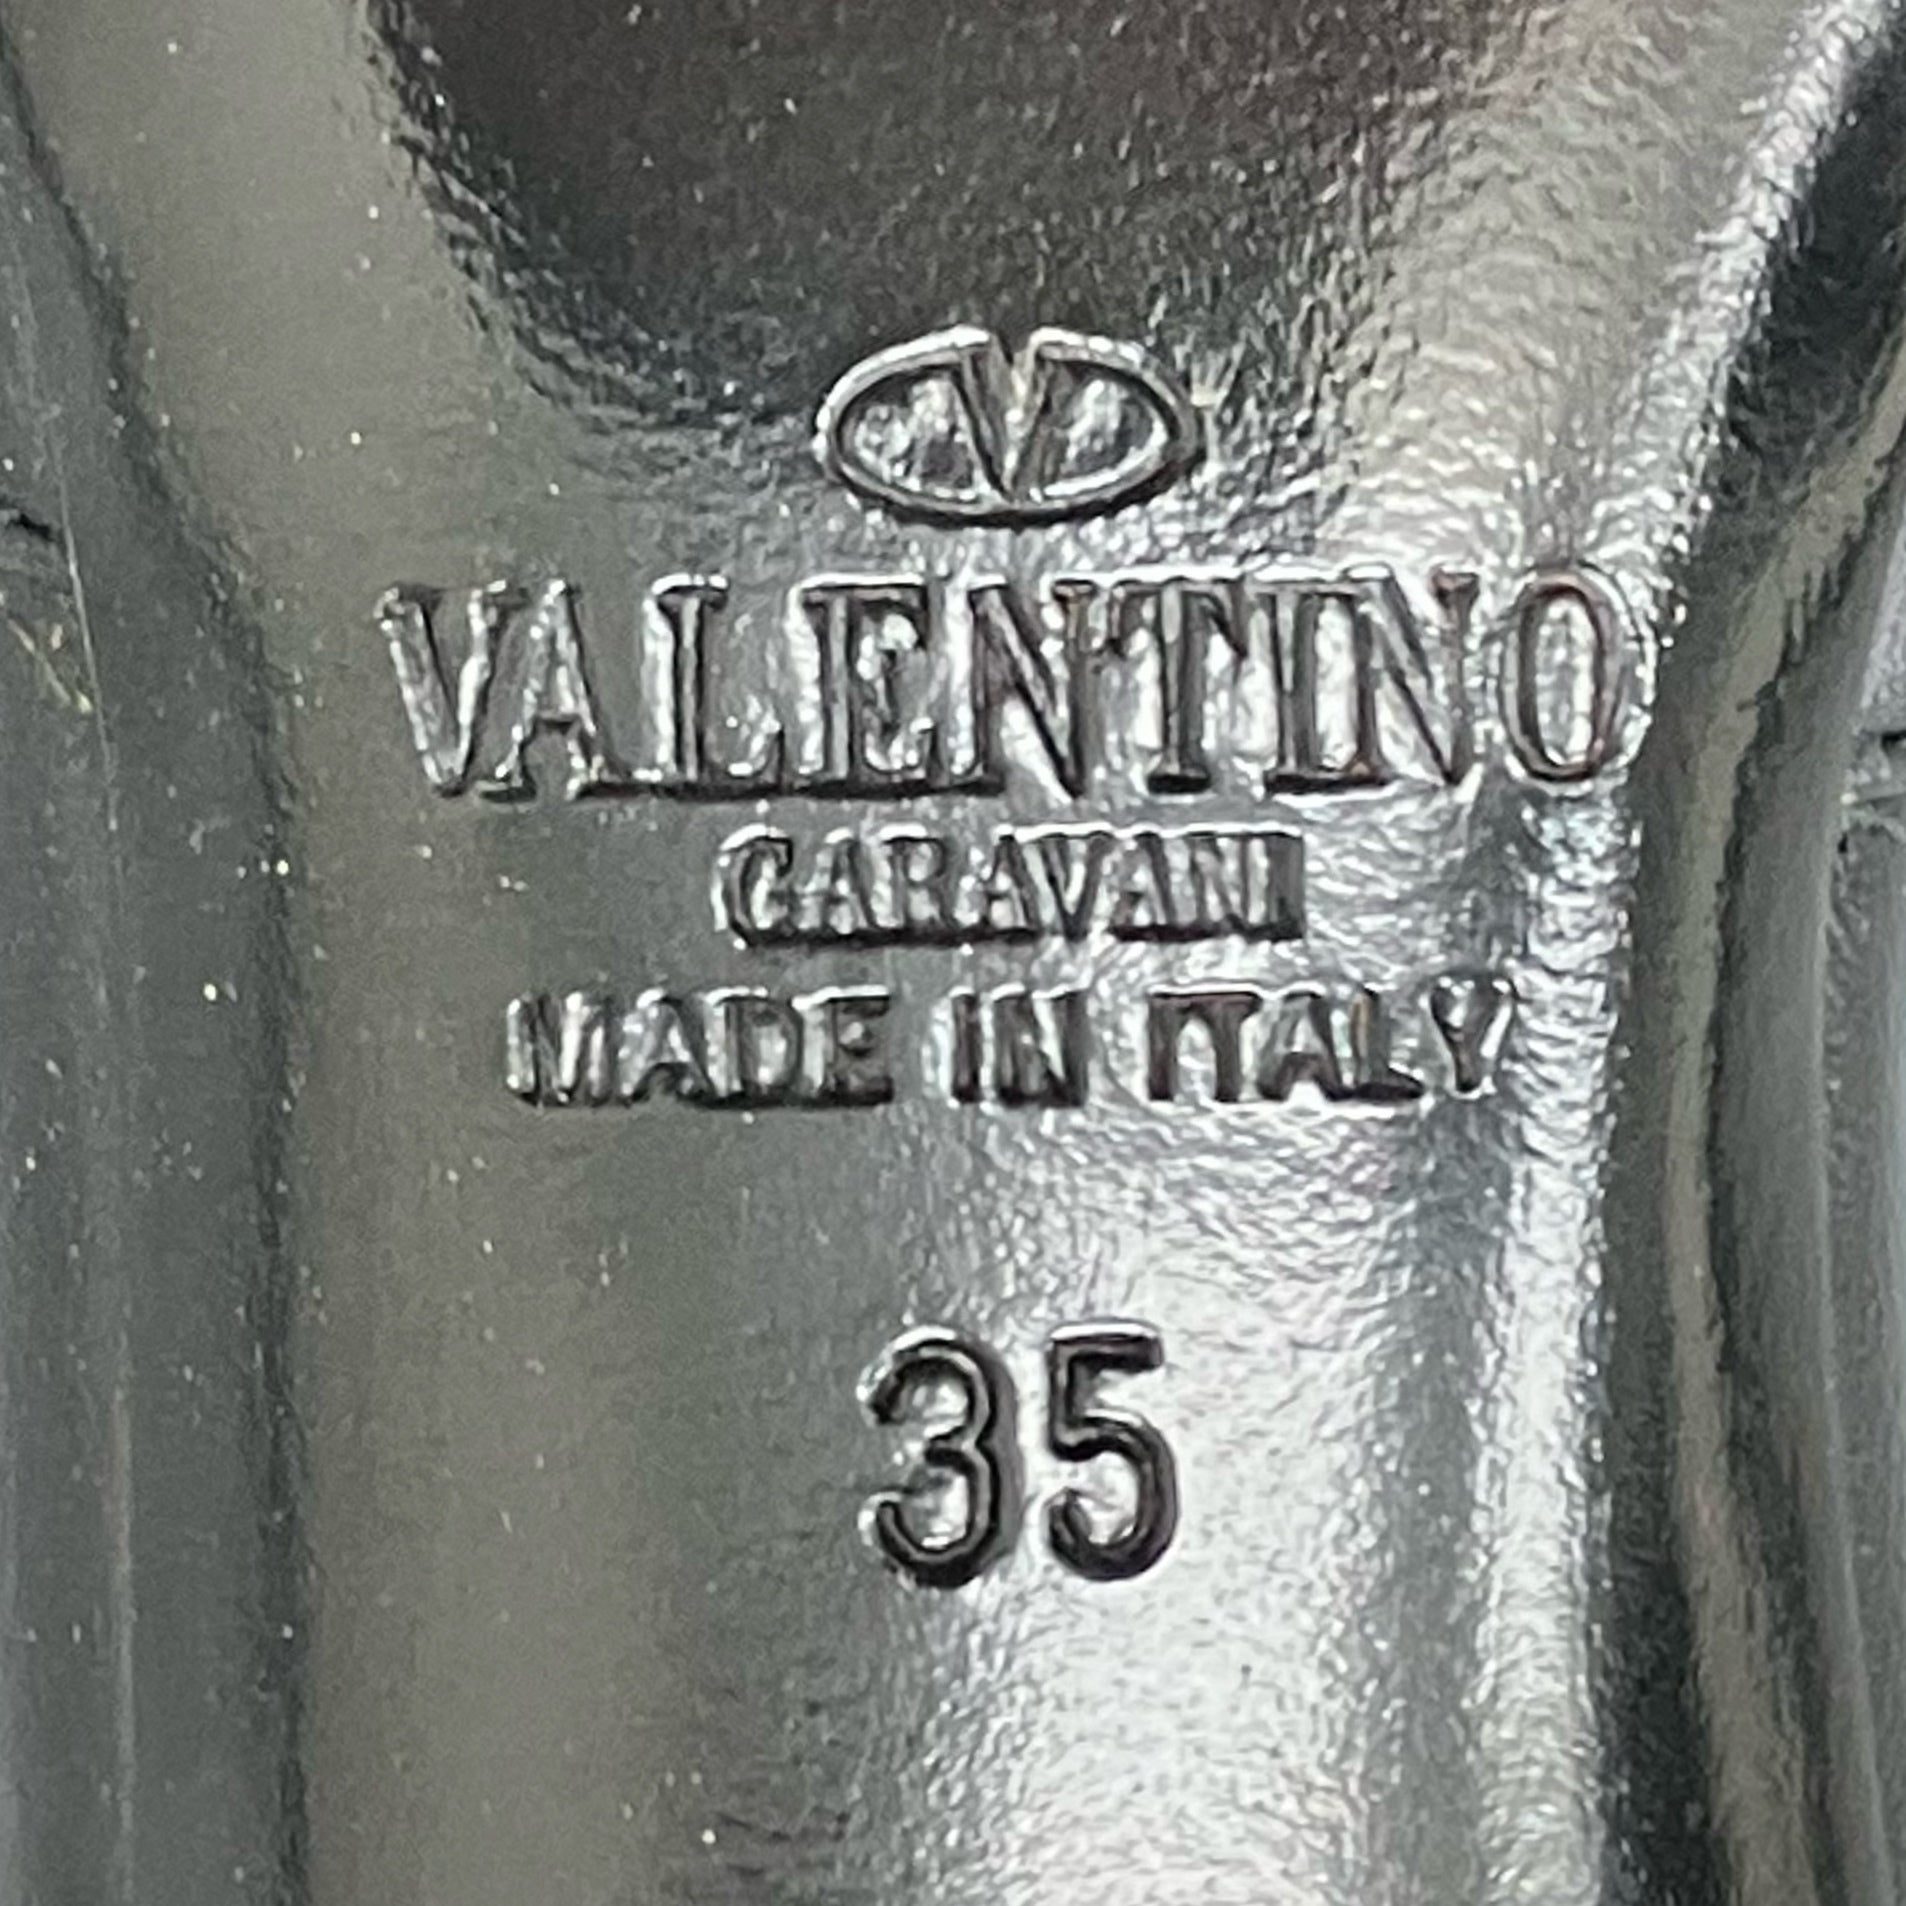 VALENTINO
GARAVANI
MADE IN ITALY
35